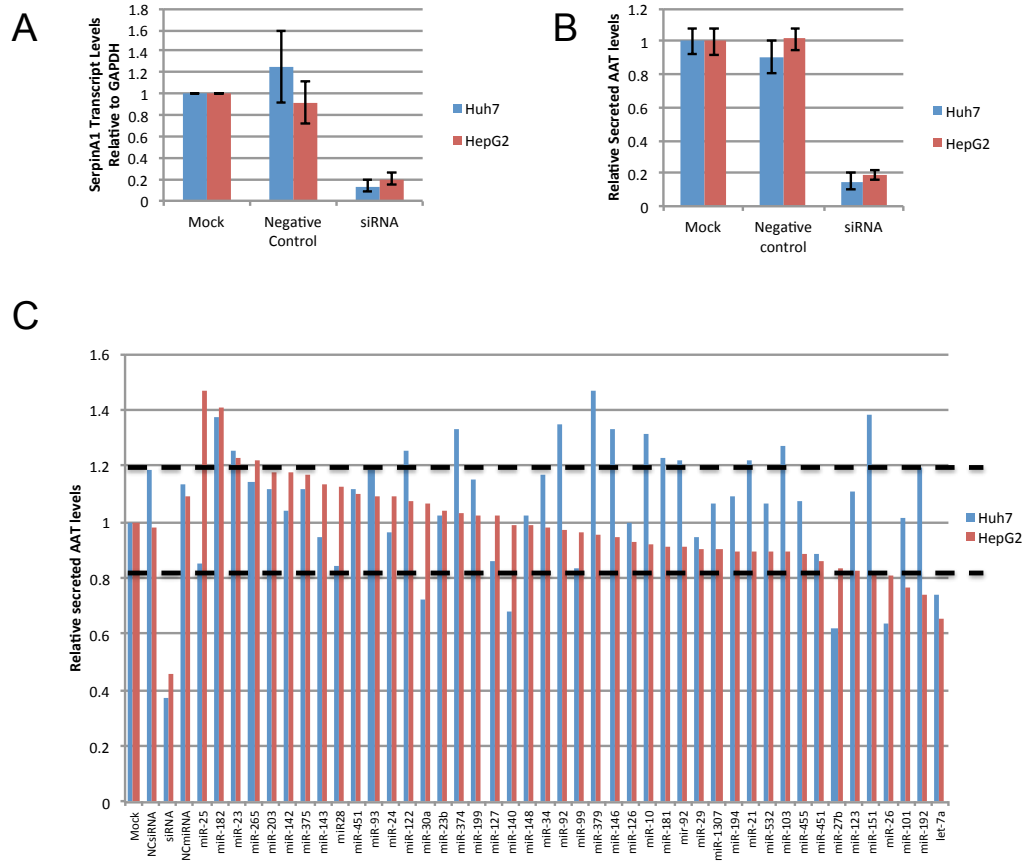 A
SerpinA1 Transcript Levels
Relative to GAPDH
1.8
1.6
1.4
1.2
1
0.8
0.6
0.4
0.2
0
Mock
Negative
Control
siRNA
Huh7
HepG2
B
Relative Secreted AAT levels
1.2
1
0.8
0.6
0.4
0.2
0
Mock
Negative
control
siRNA
Huh7
HepG2
C
Relative secreted AAT levels
1.6
1.4
1.2
1
0.8
0.6
0.4
0.2
0
Mock
NCsiRNA
siRNA
NCmiRNA
miR-25
miR-182
miR-23
miR-265
miR-203
miR-142
miR-375
miR-143
miR28
miR-451
miR-93
miR-24
miR-122
miR-30a
miR-23b
miR-374
miR-199
miR-127
miR-140
miR-148
miR-34
miR-92
miR-99
miR-379
miR-146
miR-126
miR-10
miR-181
mir-92
miR-29
miR-1307
miR-194
miR-21
miR-532
miR-103
miR-455
miR-451
miR-27b
miR-123
miR-151
miR-26
miR-101
miR-192
let-7a
Huh7
HepG2